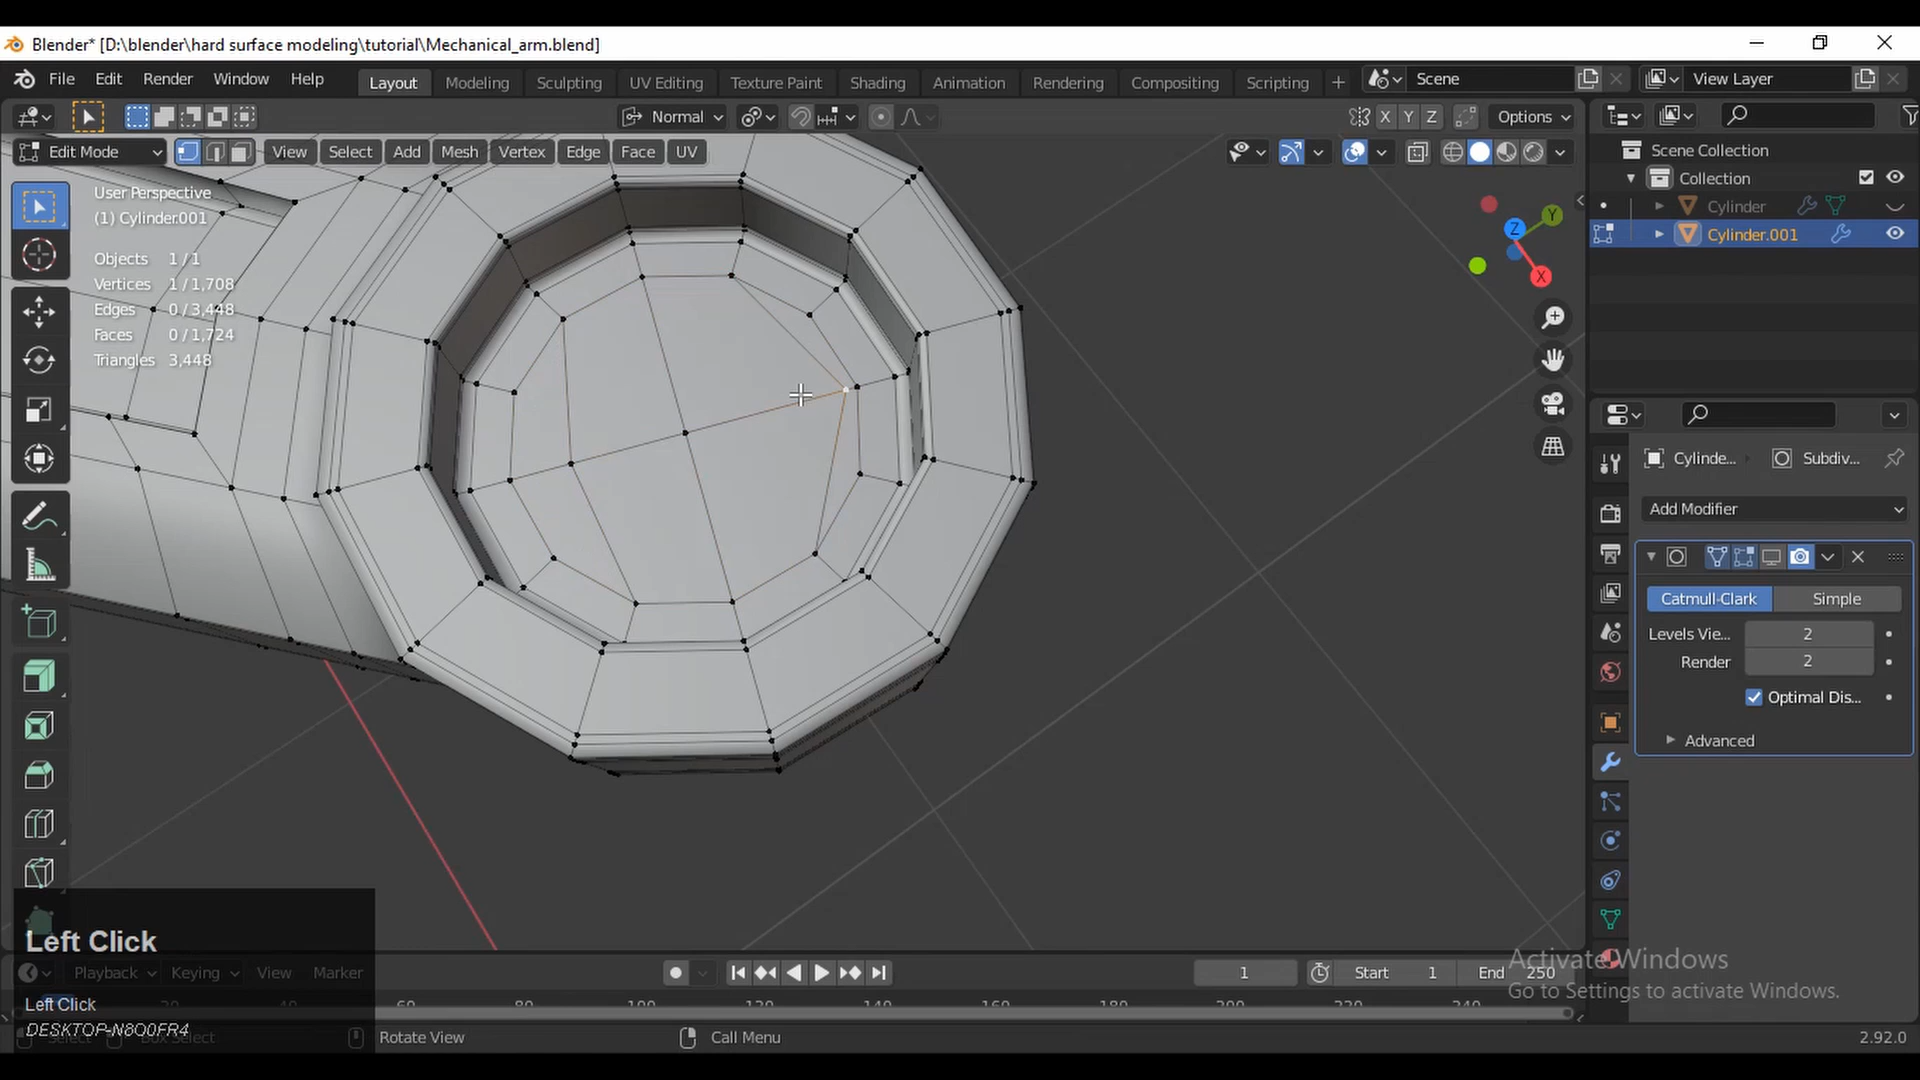 Blender* [D:\blender\hard surface modeling\tutorial\Mechanical_arm.blend]
File Edit Render Window Help Layout Modeling Sculpting UV Editing Texture Paint Shading Animation Rendering Compositing Scripting + Scene View Layer
Normal X Y Z Options
Edit Mode View Select Add Mesh Vertex Edge Face UV
Scene Collection
Collection
Cylinder
Cylinder.001
User Perspective
(1) Cylinder.001
Objects 1/1
Vertices 1/1,708
Edges 0/3,448
Faces 0/1,724
Triangles 3,448
Y
Z
X
Cylinde... Subdiv...
Add Modifier
Catmull-Clark Simple
Levels Vie... 2
Render 2
Optimal Dis...
Advanced
Left Click
Activate Windows
Go to Settings to activate Windows.
Playback Keying View Marker 1 Start 1 End 250
Left Click
DESKTOP-N8Q0FR4
Select Box Select Rotate View Call Menu 2.92.0